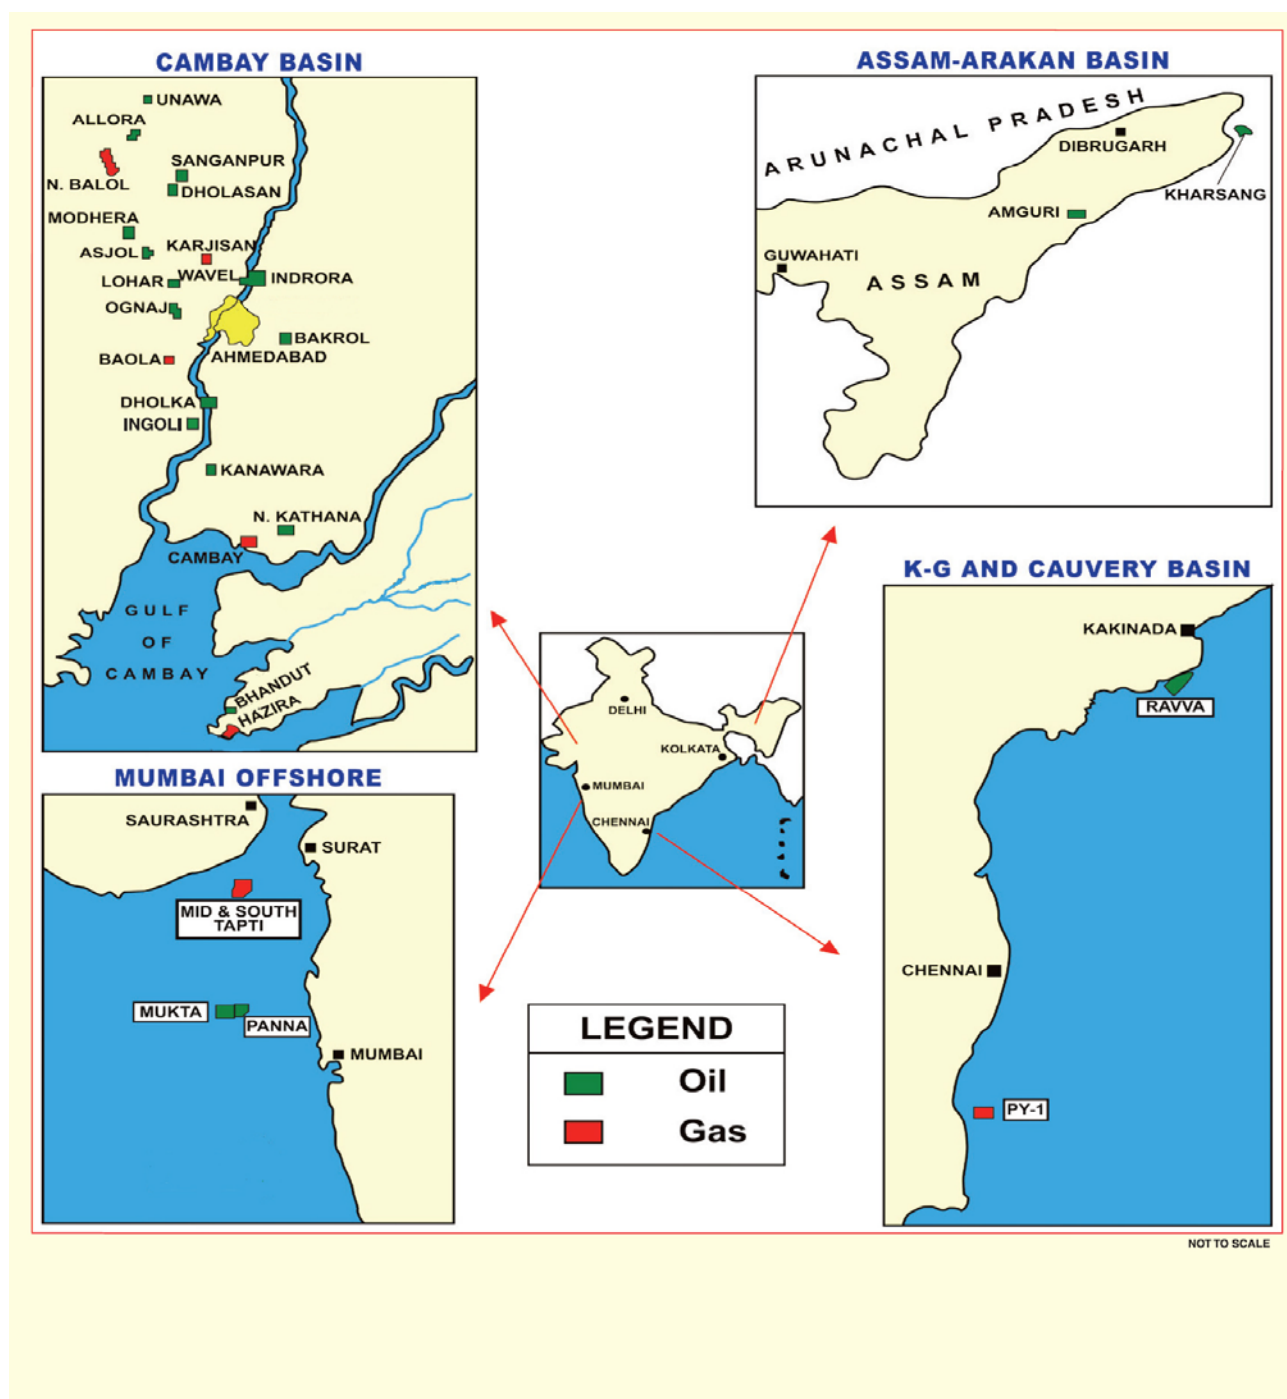 CAMBAY BASIN
UNAWA
ALLORA
SANGANPUR
N. BALOL
DHOLASAN
MODHERA
KARJISAN
ASJOL
WAVEL
LOHAR
INDRORA
OGNAJ
BAKROL
BAOLA
AHMEDABAD
DHOLKA
INGOLI
KANAWARA
N. KATHANA
CAMBAY
GULF
OF
CAMBAY
BHANDUT
HAZIRA
ASSAM-ARAKAN BASIN
ARUNACHAL PRADESH
DIBRUGARH
KHARSANG
AMGURI
GUWAHATI
ASSAM
K-G AND CAUVERY BASIN
KAKINADA
RAVVA
CHENNAI
PY-1
DELHI
KOLKATA
MUMBAI
CHENNAI
MUMBAI OFFSHORE
SAURASHTRA
SURAT
MID & SOUTH
TAPTI
MUKTA
PANNA
MUMBAI
LEGEND
Oil
Gas
NOT TO SCALE